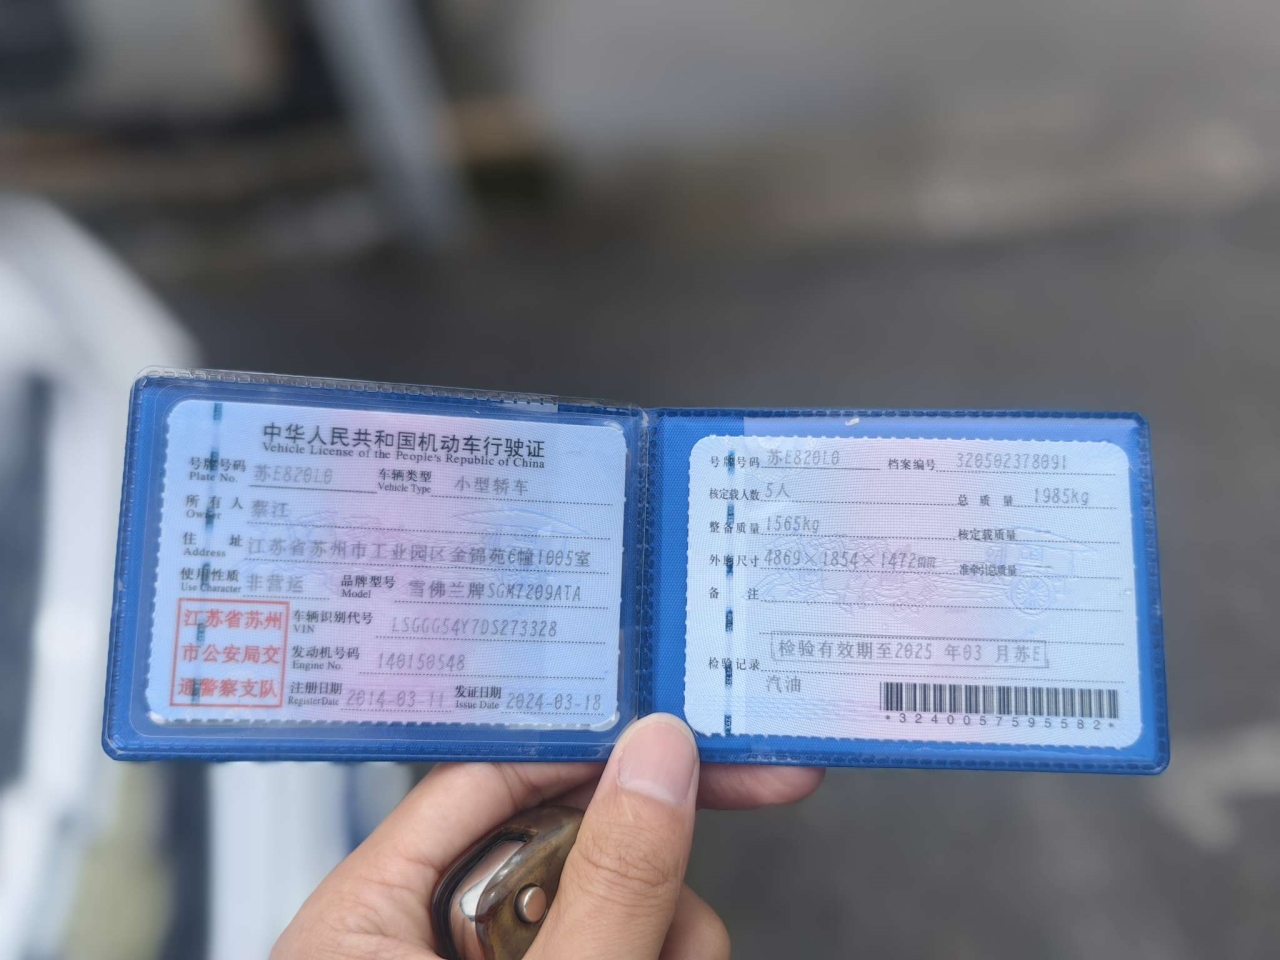 中华人民共和国机动车行驶证
Vehicle License of the People's Republic of China
号牌号码 苏E820L0 车辆类型 小型轿车
Plate No. Vehicle Type
所有人 蔡江
Owner
住址 江苏省苏州市工业园区金锦苑6幢1005室
Address
使用性质 非营运 品牌型号 雪佛兰牌SGM7209ATA
Use Character Model
江苏省苏州
市公安局交
通警察支队
车辆识别代号 LSGGG54Y7DS273328
VIN
发动机号码 140150548
Engine No.
注册日期 2014-03-11 发证日期 2024-03-18
Register Date Issue Date
号牌号码 苏E820L0 档案编号 320502378091
核定载人数 5人 总质量 1985kg
整备质量 1565kg 核定载质量
外廓尺寸 4869×1854×1472mm 准牵引总质量
备注
检验记录 检验有效期至2025年03月苏E
汽油
*3240057595582*